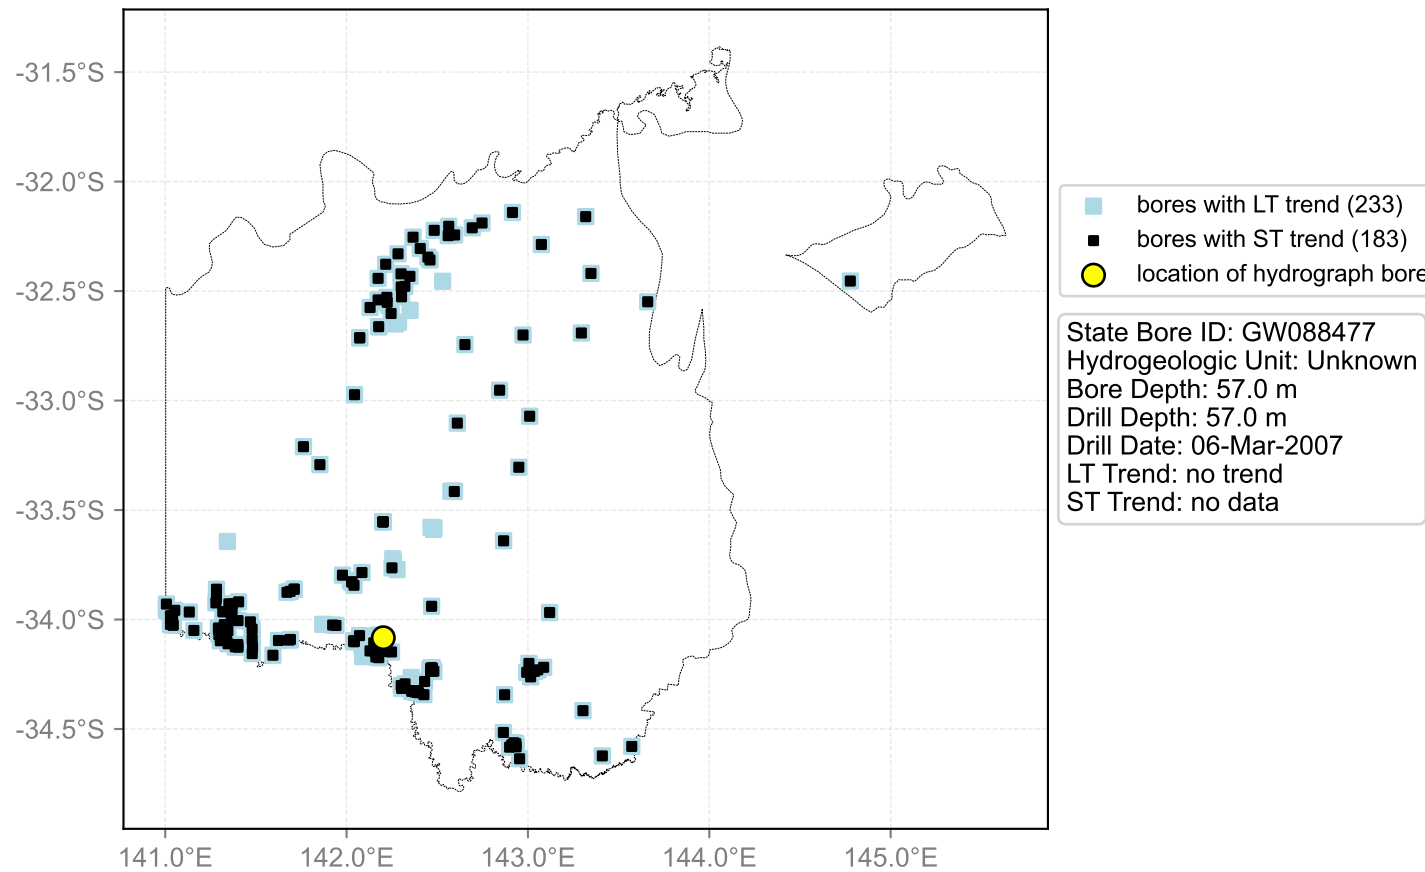 -31.5°S
-32.0°S
-32.5°S
-33.0°S
-33.5°S
-34.0°S
-34.5°S
141.0°E
142.0°E
143.0°E
144.0°E
145.0°E
bores with LT trend (233)
bores with ST trend (183)
location of hydrograph bore
State Bore ID: GW088477
Hydrogeologic Unit: Unknown
Bore Depth: 57.0 m
Drill Depth: 57.0 m
Drill Date: 06-Mar-2007
LT Trend: no trend
ST Trend: no data